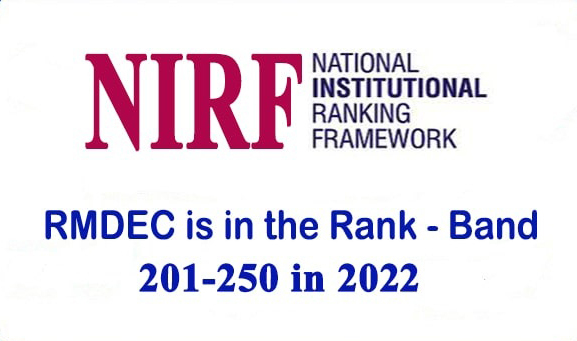 NIRF
NATIONAL
INSTITUTIONAL
RANKING
FRAMEWORK
RMDEC is in the Rank - Band
201-250 in 2022